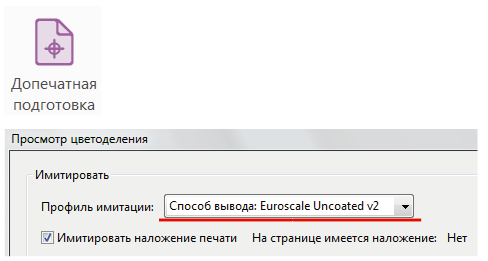 Допечатная
подготовка
Просмотр цветоделения
Имитировать
Профиль имитации: Способ вывода: Euroscale Uncoated v2
Имитировать наложение печати На странице имеется наложение: Нет